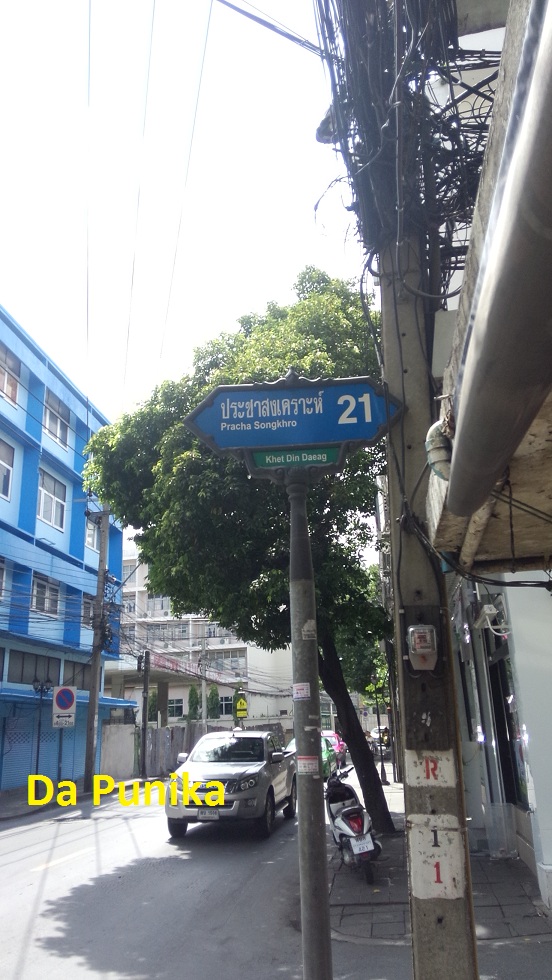 ประชาสงเคราะห์ 21
Pracha Songkhro
Khet Din Daeag
Da Punika
R
1
1